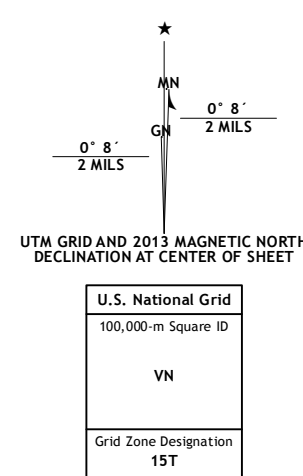 ★
MN
0° 8´
2 MILS
GN
0° 8´
2 MILS
UTM GRID AND 2013 MAGNETIC NORTH
DECLINATION AT CENTER OF SHEET
U.S. National Grid
100,000-m Square ID
VN
Grid Zone Designation
15T